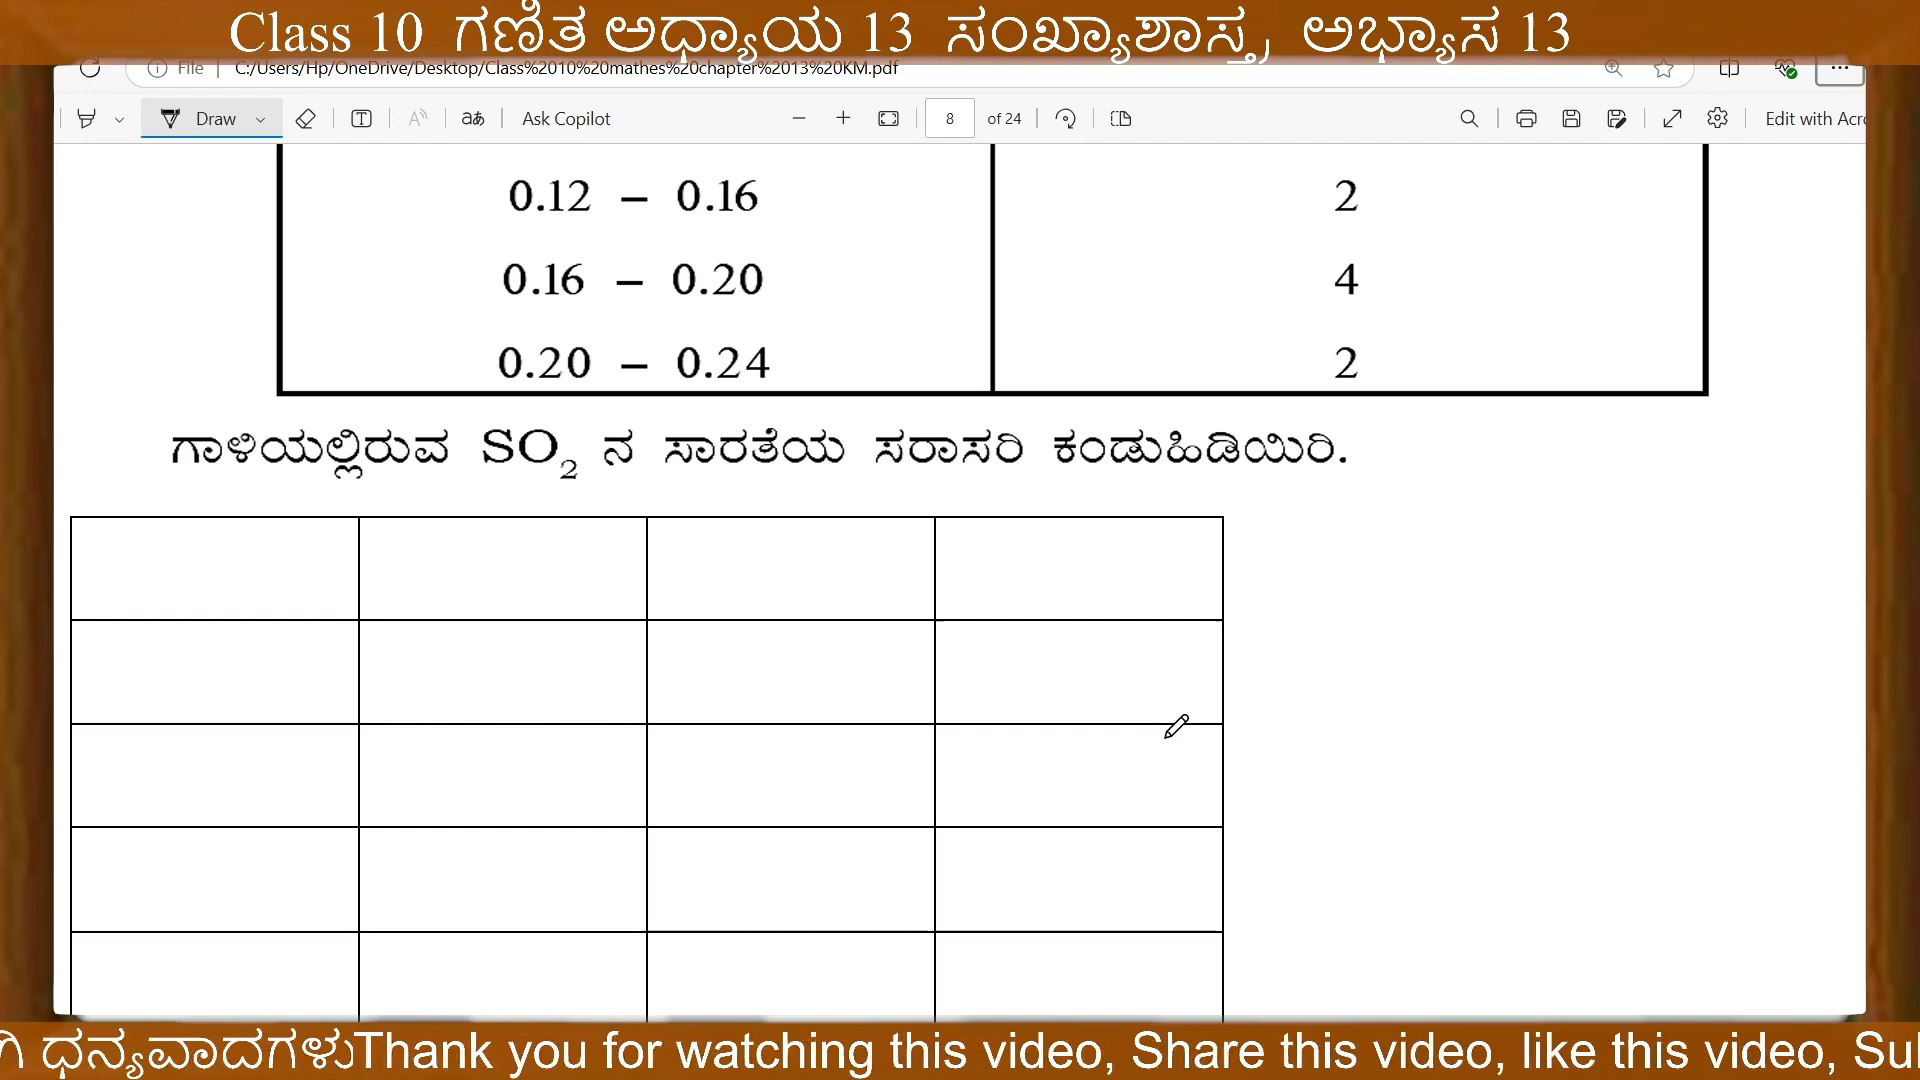 Class 10 ಗಣಿತ ಅಧ್ಯಾಯ 13 ಸಂಖ್ಯಾಶಾಸ್ತ್ರ, ಅಭ್ಯಾಸ 13
File C:/Users/Hp/OneDrive/Desktop/Class%2010%20mathes%20chapter%2013%20KM.pdf
Draw Ask Copilot 8 of 24 Edit with Acro
0.12 – 0.16 2
0.16 – 0.20 4
0.20 – 0.24 2
ಗಾಳಿಯಲ್ಲಿರುವ SO₂ ನ ಸಾರತೆಯ ಸರಾಸರಿ ಕಂಡುಹಿಡಿಯಿರಿ.
ಧನ್ಯವಾದಗಳುThank you for watching this video, Share this video, like this video,